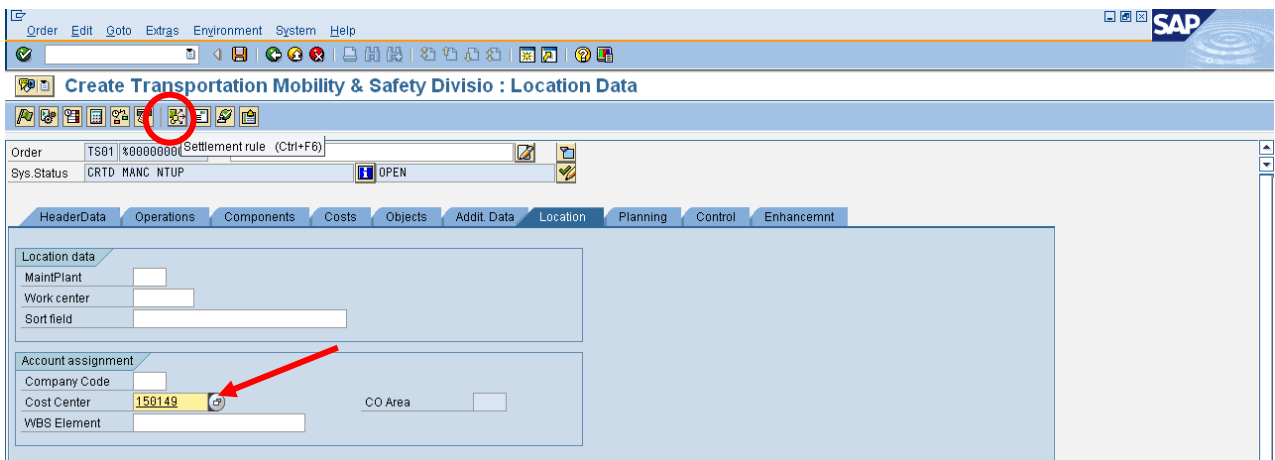 Order Edit Goto Extras Environment System Help
SAP
Create Transportation Mobility & Safety Divisio : Location Data
Settlement rule (Ctrl+F6)
Order TS01 %00000000
Sys.Status CRTD MANC NTUP OPEN
HeaderData Operations Components Costs Objects Addit. Data Location Planning Control Enhancemnt
Location data
MaintPlant
Work center
Sort field
Account assignment
Company Code
Cost Center 150149 CO Area
WBS Element